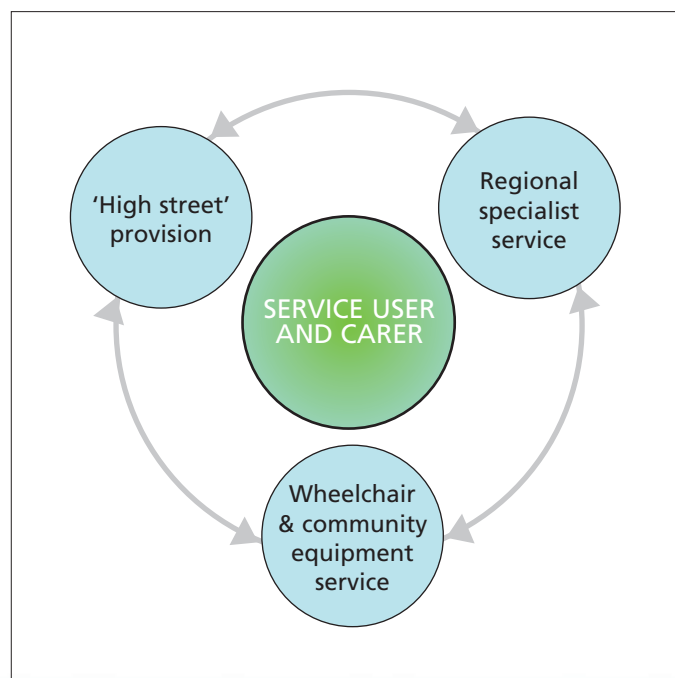 ‘High street’
provision
Regional
specialist
service
SERVICE USER
AND CARER
Wheelchair
& community
equipment
service